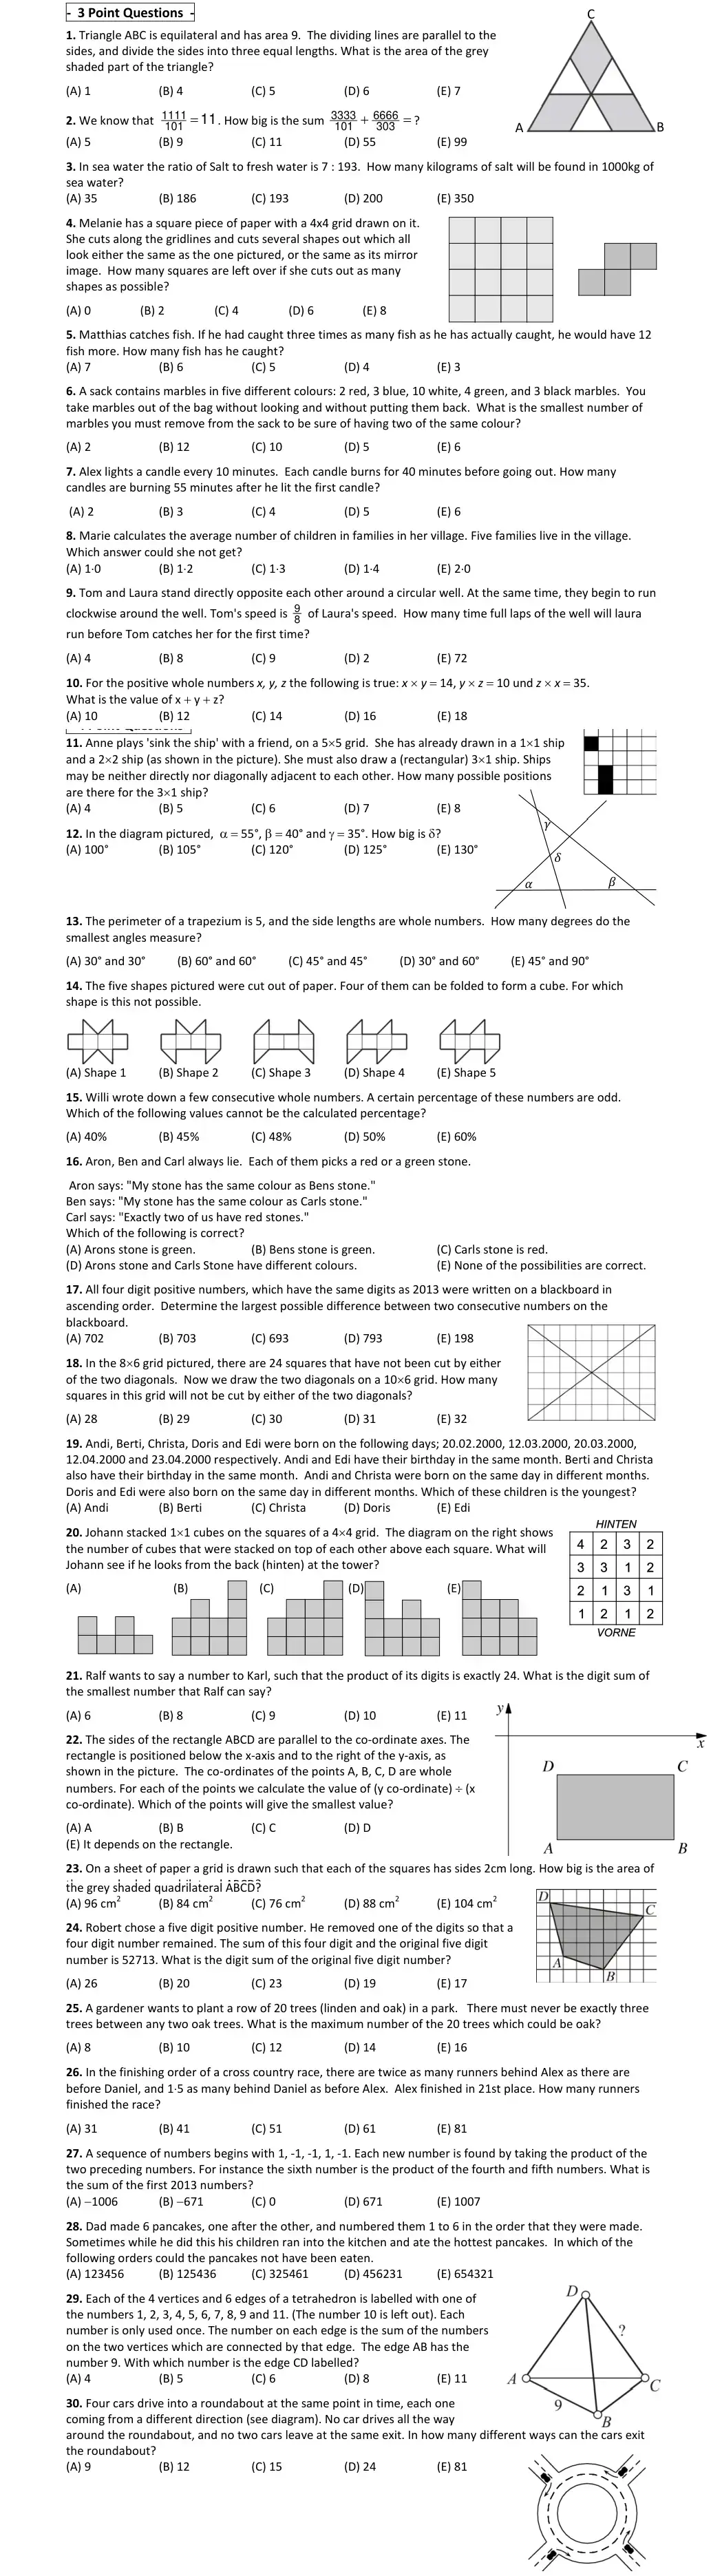 - 3 Point Questions -
1. Triangle ABC is equilateral and has area 9. The dividing lines are parallel to the
sides, and divide the sides into three equal lengths. What is the area of the grey
shaded part of the triangle?
(A) 1 (B) 4 (C) 5 (D) 6 (E) 7
C
A B
2. We know that 1111/101 = 11. How big is the sum 3333/101 + 6666/303 = ?
(A) 5 (B) 9 (C) 11 (D) 55 (E) 99
3. In sea water the ratio of Salt to fresh water is 7 : 193. How many kilograms of salt will be found in 1000kg of
sea water?
(A) 35 (B) 186 (C) 193 (D) 200 (E) 350
4. Melanie has a square piece of paper with a 4x4 grid drawn on it.
She cuts along the gridlines and cuts several shapes out which all
look either the same as the one pictured, or the same as its mirror
image. How many squares are left over if she cuts out as many
shapes as possible?
(A) 0 (B) 2 (C) 4 (D) 6 (E) 8
5. Matthias catches fish. If he had caught three times as many fish as he has actually caught, he would have 12
fish more. How many fish has he caught?
(A) 7 (B) 6 (C) 5 (D) 4 (E) 3
6. A sack contains marbles in five different colours: 2 red, 3 blue, 10 white, 4 green, and 3 black marbles. You
take marbles out of the bag without looking and without putting them back. What is the smallest number of
marbles you must remove from the sack to be sure of having two of the same colour?
(A) 2 (B) 12 (C) 10 (D) 5 (E) 6
7. Alex lights a candle every 10 minutes. Each candle burns for 40 minutes before going out. How many
candles are burning 55 minutes after he lit the first candle?
(A) 2 (B) 3 (C) 4 (D) 5 (E) 6
8. Marie calculates the average number of children in families in her village. Five families live in the village.
Which answer could she not get?
(A) 1·0 (B) 1·2 (C) 1·3 (D) 1·4 (E) 2·0
9. Tom and Laura stand directly opposite each other around a circular well. At the same time, they begin to run
clockwise around the well. Tom's speed is 9/8 of Laura's speed. How many time full laps of the well will laura
run before Tom catches her for the first time?
(A) 4 (B) 8 (C) 9 (D) 2 (E) 72
10. For the positive whole numbers x, y, z the following is true: x × y = 14, y × z = 10 und z × x = 35.
What is the value of x + y + z?
(A) 10 (B) 12 (C) 14 (D) 16 (E) 18
11. Anne plays 'sink the ship' with a friend, on a 5×5 grid. She has already drawn in a 1×1 ship
and a 2×2 ship (as shown in the picture). She must also draw a (rectangular) 3×1 ship. Ships
may be neither directly nor diagonally adjacent to each other. How many possible positions
are there for the 3×1 ship?
(A) 4 (B) 5 (C) 6 (D) 7 (E) 8
12. In the diagram pictured, α = 55°, β = 40° and γ = 35°. How big is δ?
(A) 100° (B) 105° (C) 120° (D) 125° (E) 130°
γ
δ
α β
13. The perimeter of a trapezium is 5, and the side lengths are whole numbers. How many degrees do the
smallest angles measure?
(A) 30° and 30° (B) 60° and 60° (C) 45° and 45° (D) 30° and 60° (E) 45° and 90°
14. The five shapes pictured were cut out of paper. Four of them can be folded to form a cube. For which
shape is this not possible.
(A) Shape 1 (B) Shape 2 (C) Shape 3 (D) Shape 4 (E) Shape 5
15. Willi wrote down a few consecutive whole numbers. A certain percentage of these numbers are odd.
Which of the following values cannot be the calculated percentage?
(A) 40% (B) 45% (C) 48% (D) 50% (E) 60%
16. Aron, Ben and Carl always lie. Each of them picks a red or a green stone.
Aron says: "My stone has the same colour as Bens stone."
Ben says: "My stone has the same colour as Carls stone."
Carl says: "Exactly two of us have red stones."
Which of the following is correct?
(A) Arons stone is green. (B) Bens stone is green. (C) Carls stone is red.
(D) Arons stone and Carls Stone have different colours. (E) None of the possibilities are correct.
17. All four digit positive numbers, which have the same digits as 2013 were written on a blackboard in
ascending order. Determine the largest possible difference between two consecutive numbers on the
blackboard.
(A) 702 (B) 703 (C) 693 (D) 793 (E) 198
18. In the 8×6 grid pictured, there are 24 squares that have not been cut by either
of the two diagonals. Now we draw the two diagonals on a 10×6 grid. How many
squares in this grid will not be cut by either of the two diagonals?
(A) 28 (B) 29 (C) 30 (D) 31 (E) 32
19. Andi, Berti, Christa, Doris and Edi were born on the following days; 20.02.2000, 12.03.2000, 20.03.2000,
12.04.2000 and 23.04.2000 respectively. Andi and Edi have their birthday in the same month. Berti and Christa
also have their birthday in the same month. Andi and Christa were born on the same day in different months.
Doris and Edi were also born on the same day in different months. Which of these children is the youngest?
(A) Andi (B) Berti (C) Christa (D) Doris (E) Edi
20. Johann stacked 1×1 cubes on the squares of a 4×4 grid. The diagram on the right shows
the number of cubes that were stacked on top of each other above each square. What will
Johann see if he looks from the back (hinten) at the tower?
(A) (B) (C) (D) (E)
HINTEN
4 2 3 2
3 3 1 2
2 1 3 1
1 2 1 2
VORNE
21. Ralf wants to say a number to Karl, such that the product of its digits is exactly 24. What is the digit sum of
the smallest number that Ralf can say?
(A) 6 (B) 8 (C) 9 (D) 10 (E) 11
22. The sides of the rectangle ABCD are parallel to the co-ordinate axes. The
rectangle is positioned below the x-axis and to the right of the y-axis, as
shown in the picture. The co-ordinates of the points A, B, C, D are whole
numbers. For each of the points we calculate the value of (y co-ordinate) ÷ (x
co-ordinate). Which of the points will give the smallest value?
(A) A (B) B (C) C (D) D
(E) It depends on the rectangle.
y
x
D C
A B
23. On a sheet of paper a grid is drawn such that each of the squares has sides 2cm long. How big is the area of
the grey shaded quadrilateral ABCD?
(A) 96 cm² (B) 84 cm² (C) 76 cm² (D) 88 cm² (E) 104 cm²
D
C
A
B
24. Robert chose a five digit positive number. He removed one of the digits so that a
four digit number remained. The sum of this four digit and the original five digit
number is 52713. What is the digit sum of the original five digit number?
(A) 26 (B) 20 (C) 23 (D) 19 (E) 17
25. A gardener wants to plant a row of 20 trees (linden and oak) in a park. There must never be exactly three
trees between any two oak trees. What is the maximum number of the 20 trees which could be oak?
(A) 8 (B) 10 (C) 12 (D) 14 (E) 16
26. In the finishing order of a cross country race, there are twice as many runners behind Alex as there are
before Daniel, and 1·5 as many behind Daniel as before Alex. Alex finished in 21st place. How many runners
finished the race?
(A) 31 (B) 41 (C) 51 (D) 61 (E) 81
27. A sequence of numbers begins with 1, -1, -1, 1, -1. Each new number is found by taking the product of the
two preceding numbers. For instance the sixth number is the product of the fourth and fifth numbers. What is
the sum of the first 2013 numbers?
(A) −1006 (B) −671 (C) 0 (D) 671 (E) 1007
28. Dad made 6 pancakes, one after the other, and numbered them 1 to 6 in the order that they were made.
Sometimes while he did this his children ran into the kitchen and ate the hottest pancakes. In which of the
following orders could the pancakes not have been eaten.
(A) 123456 (B) 125436 (C) 325461 (D) 456231 (E) 654321
29. Each of the 4 vertices and 6 edges of a tetrahedron is labelled with one of
the numbers 1, 2, 3, 4, 5, 6, 7, 8, 9 and 11. (The number 10 is left out). Each
number is only used once. The number on each edge is the sum of the numbers
on the two vertices which are connected by that edge. The edge AB has the
number 9. With which number is the edge CD labelled?
(A) 4 (B) 5 (C) 6 (D) 8 (E) 11
D
?
A
C
9
B
30. Four cars drive into a roundabout at the same point in time, each one
coming from a different direction (see diagram). No car drives all the way
around the roundabout, and no two cars leave at the same exit. In how many different ways can the cars exit
the roundabout?
(A) 9 (B) 12 (C) 15 (D) 24 (E) 81